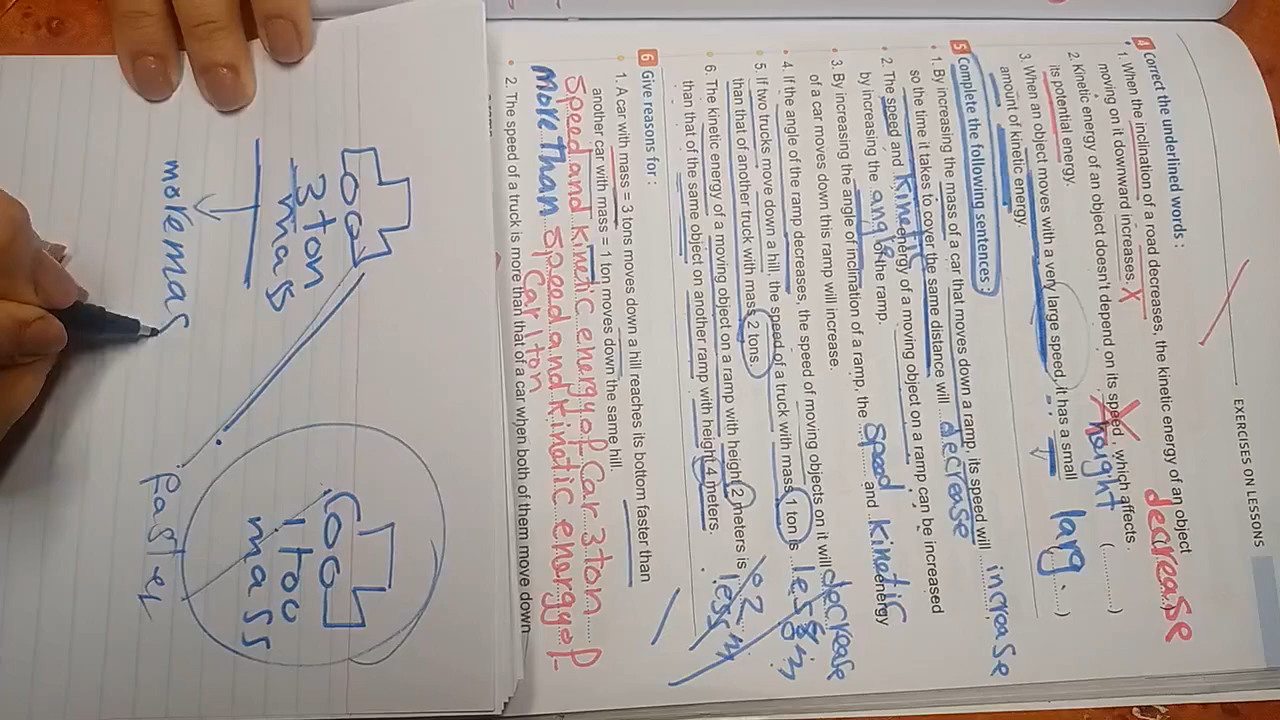 EXERCISES ON LESSONS
4 Correct the underlined words :
1. When the inclination of a road decreases, the kinetic energy of an object
moving on it downward increases. X decrease
2. Kinetic energy of an object doesn't depend on its speed, which affects
its potential energy. height (............)
3. When an object moves with a very large speed, it has a small
amount of kinetic energy. larg. (............)
5 Complete the following sentences :
1. By increasing the mass of a car that moves down a ramp, its speed will increase
so the time it takes to cover the same distance will decrease
2. The speed and kinetic energy of a moving object on a ramp can be increased
by increasing the angle of the ramp.
3. By increasing the angle of inclination of a ramp, the speed and kinetic energy
of a car moves down this ramp will increase.
4. If the angle of the ramp decreases, the speed of moving objects on it will decrease
5. If two trucks move down a hill, the speed of a truck with mass 1 ton is less
than that of another truck with mass 2 tons
6. The kinetic energy of a moving object on a ramp with height 2 meters is less
than that of the same object on another ramp with height 4 meters.
6 Give reasons for :
1. A car with mass = 3 tons moves down a hill reaches its bottom faster than
another car with mass = 1 ton moves down the same hill.
Speed and kinetic energy of car 3 ton
more than speed and kinetic energy of
car 1 ton
2. The speed of a truck is more than that of a car when both of them move down
3 ton
mass
more mas
1 too
mass
faster